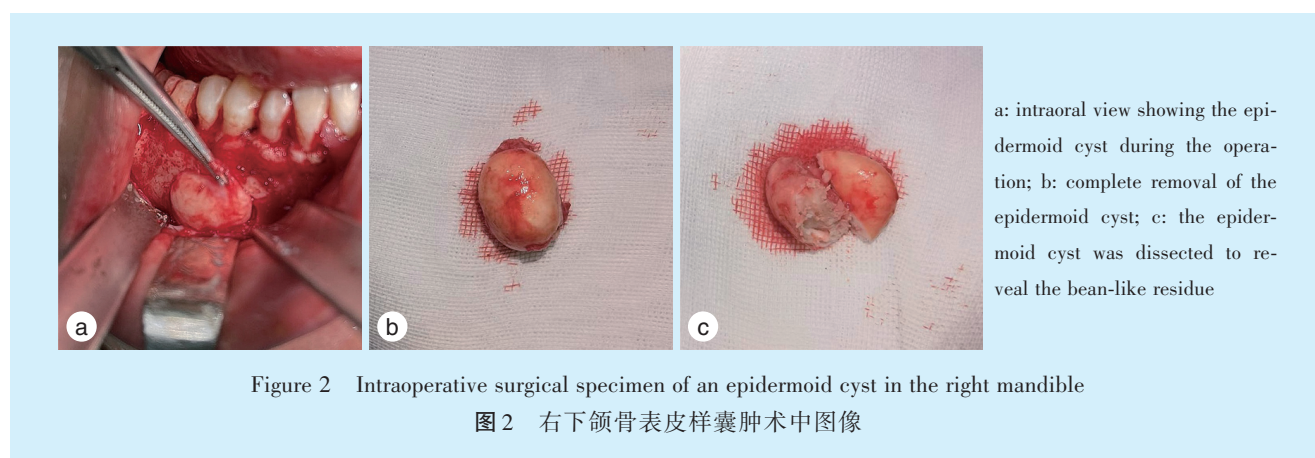 a: intraoral view showing the epi-
dermoid cyst during the opera-
tion; b: complete removal of the
epidermoid cyst; c: the epider-
moid cyst was dissected to re-
veal the bean-like residue
a
b
c
Figure 2 Intraoperative surgical specimen of an epidermoid cyst in the right mandible
图2 右下颌骨表皮样囊肿术中图像